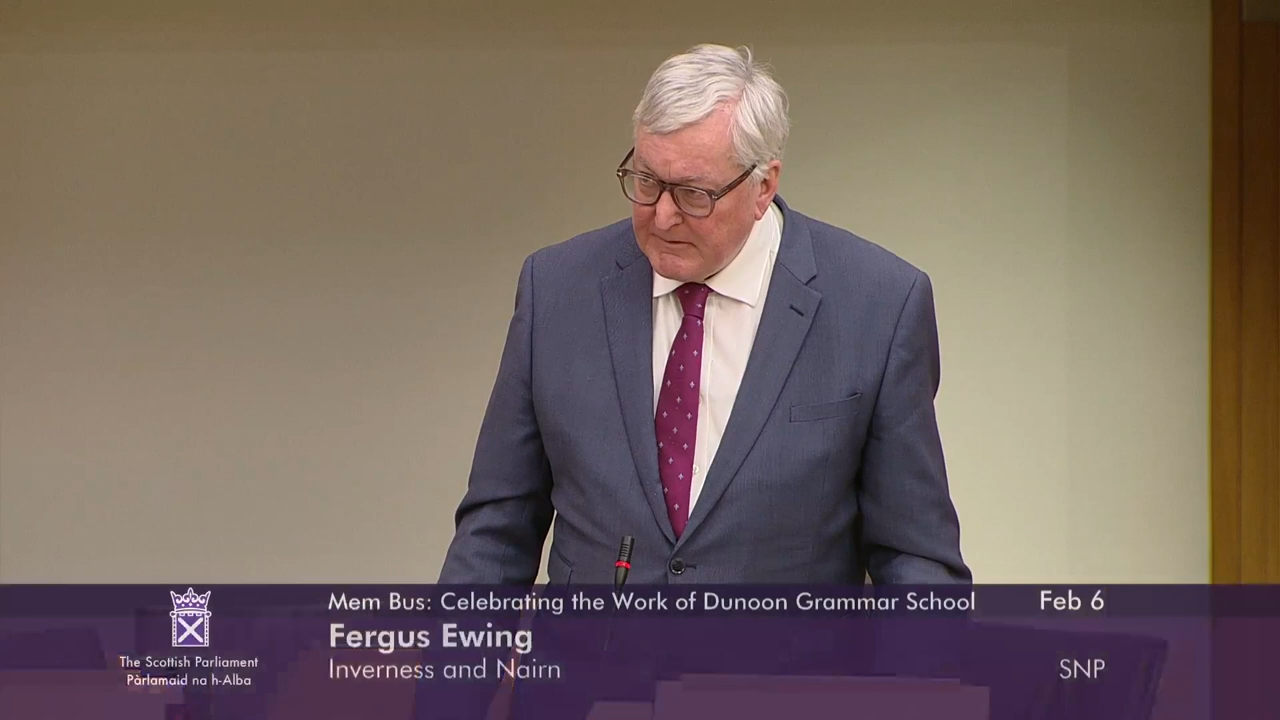 Mem Bus: Celebrating the Work of Dunoon Grammar School
Feb 6
Fergus Ewing
Inverness and Nairn
SNP
The Scottish Parliament
Pàrlamaid na h-Alba